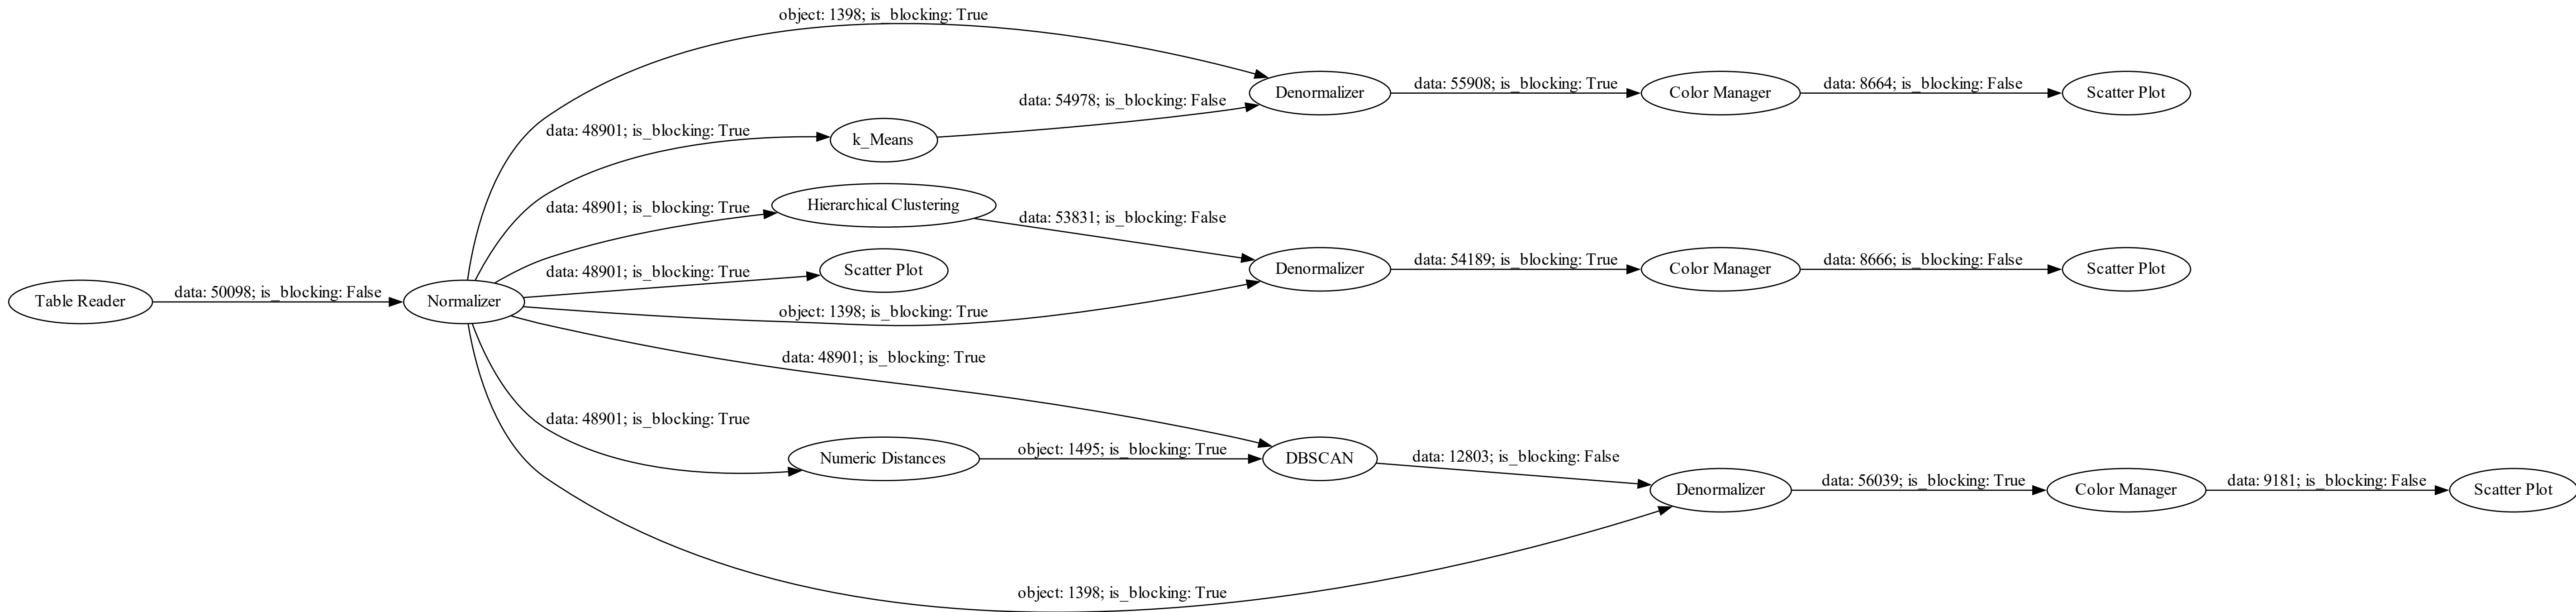 object: 1398; is_blocking: True
Denormalizer
data: 55908; is_blocking: True
Color Manager
data: 8664; is_blocking: False
Scatter Plot
data: 54978; is_blocking: False
data: 48901; is_blocking: True
k_Means
data: 48901; is_blocking: True
Hierarchical Clustering
data: 53831; is_blocking: False
data: 48901; is_blocking: True
Scatter Plot
Denormalizer
data: 54189; is_blocking: True
Color Manager
data: 8666; is_blocking: False
Scatter Plot
Table Reader
data: 50098; is_blocking: False
Normalizer
object: 1398; is_blocking: True
data: 48901; is_blocking: True
data: 48901; is_blocking: True
Numeric Distances
object: 1495; is_blocking: True
DBSCAN
data: 12803; is_blocking: False
Denormalizer
data: 56039; is_blocking: True
Color Manager
data: 9181; is_blocking: False
Scatter Plot
object: 1398; is_blocking: True